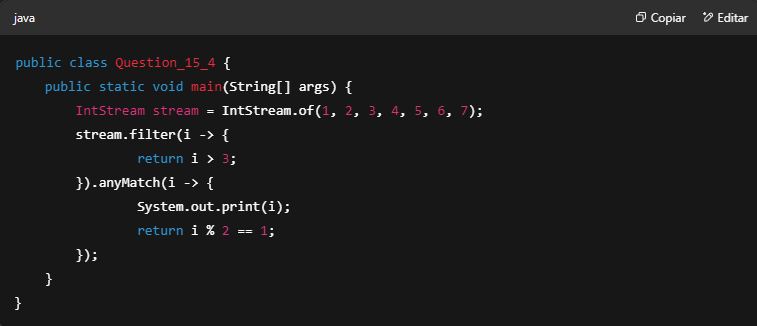 java Copiar Editar
public class Question_15_4 {
    public static void main(String[] args) {
        IntStream stream = IntStream.of(1, 2, 3, 4, 5, 6, 7);
        stream.filter(i -> {
                return i > 3;
        }).anyMatch(i -> {
                System.out.print(i);
                return i % 2 == 1;
        });
    }
}